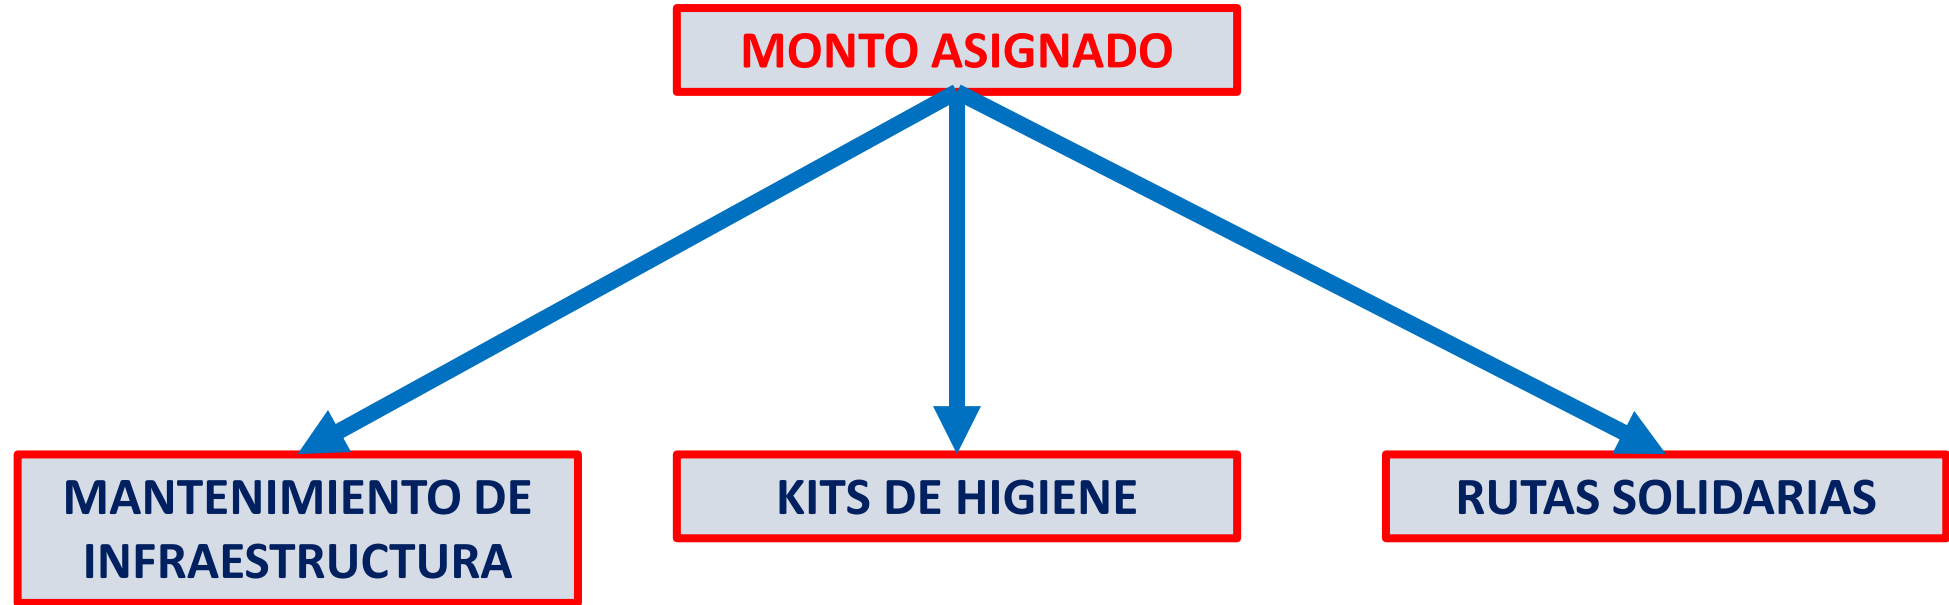 MONTO ASIGNADO
MANTENIMIENTO DE
INFRAESTRUCTURA
KITS DE HIGIENE
RUTAS SOLIDARIAS